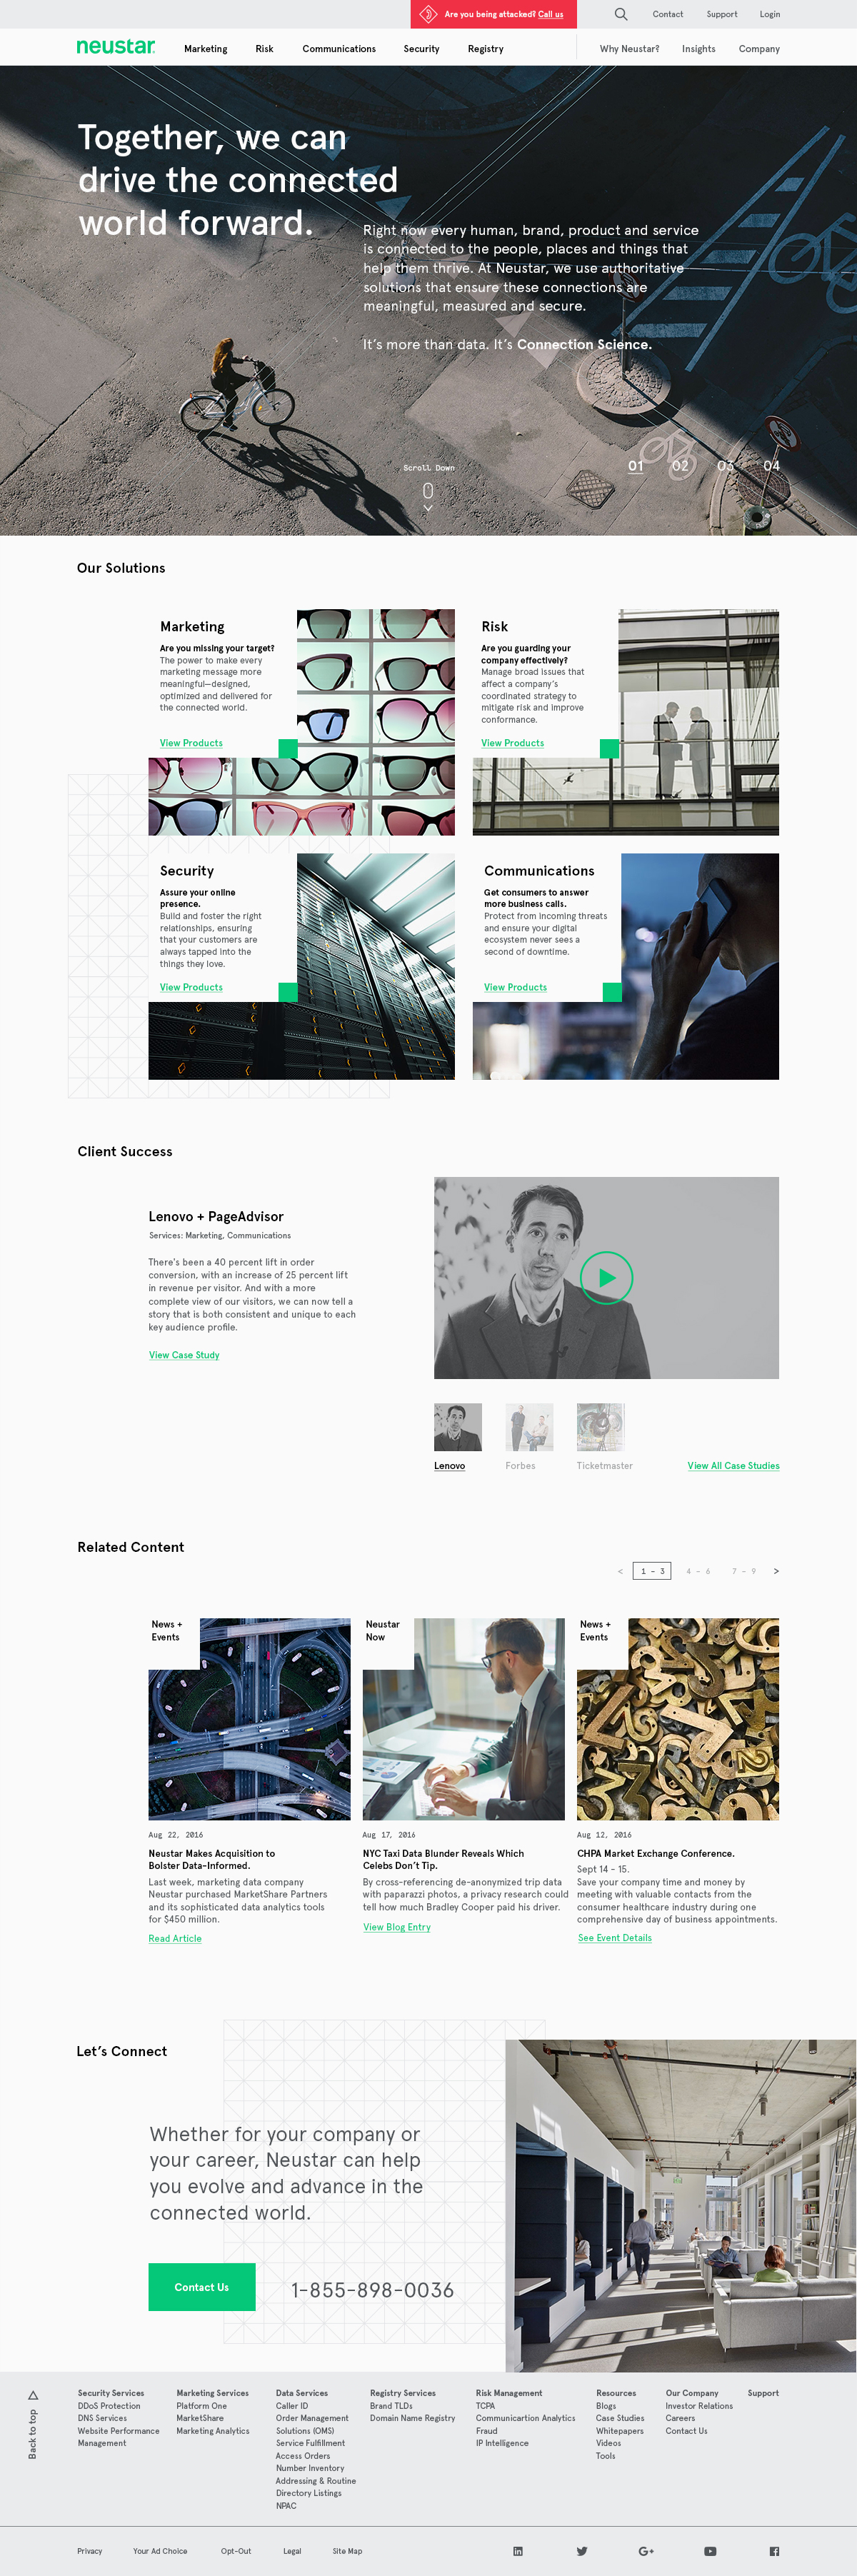 Are you being attacked? Call us
Contact
Support
Login
neustar
Marketing
Risk
Communications
Security
Registry
Why Neustar?
Insights
Company
Together, we can
drive the connected
world forward.
Right now every human, brand, product and service
is connected to the people, places and things that
help them thrive. At Neustar, we use authoritative
solutions that ensure these connections are
meaningful, measured and secure.
It's more than data. It's Connection Science.
01
02
03
04
Scroll Down
Our Solutions
Marketing
Are you missing your target?
The power to make every
marketing message more
meaningful—designed,
optimized and delivered for
the connected world.
View Products
Risk
Are you guarding your
company effectively?
Manage broad issues that
affect a company's
coordinated strategy to
mitigate risk and improve
conformance.
View Products
Security
Assure your online
presence.
Build and foster the right
relationships, ensuring
that your customers are
always tapped into the
things they love.
View Products
Communications
Get consumers to answer
more business calls.
Protect from incoming threats
and ensure your digital
ecosystem never sees a
second of downtime.
View Products
Client Success
Lenovo + PageAdvisor
Services: Marketing, Communications
There's been a 40 percent lift in order
conversion, with an increase of 25 percent lift
in revenue per visitor. And with a more
complete view of our visitors, we can now tell a
story that is both consistent and unique to each
key audience profile.
View Case Study
Lenovo
Forbes
Ticketmaster
View All Case Studies
Related Content
< 1 - 3 4 - 6 7 - 9 >
News +
Events
Aug 22, 2016
Neustar Makes Acquisition to
Bolster Data-Informed.
Last week, marketing data company
Neustar purchased MarketShare Partners
and its sophisticated data analytics tools
for $450 million.
Read Article
Neustar
Now
Aug 17, 2016
NYC Taxi Data Blunder Reveals Which
Celebs Don't Tip.
By cross-referencing de-anonymized trip data
with paparazzi photos, a privacy research could
tell how much Bradley Cooper paid his driver.
View Blog Entry
News +
Events
Aug 12, 2016
CHPA Market Exchange Conference.
Sept 14 - 15.
Save your company time and money by
meeting with valuable contacts from the
consumer healthcare industry during one
comprehensive day of business appointments.
See Event Details
Let's Connect
Whether for your company or
your career, Neustar can help
you evolve and advance in the
connected world.
Contact Us
1-855-898-0036
Back to top
Security Services
DDoS Protection
DNS Services
Website Performance
Management
Marketing Services
Platform One
MarketShare
Marketing Analytics
Data Services
Caller ID
Order Management
Solutions (OMS)
Service Fulfillment
Access Orders
Number Inventory
Addressing & Routine
Directory Listings
NPAC
Registry Services
Brand TLDs
Domain Name Registry
Risk Management
TCPA
Communicartion Analytics
Fraud
IP Intelligence
Resources
Blogs
Case Studies
Whitepapers
Videos
Tools
Our Company
Investor Relations
Careers
Contact Us
Support
Privacy
Your Ad Choice
Opt-Out
Legal
Site Map